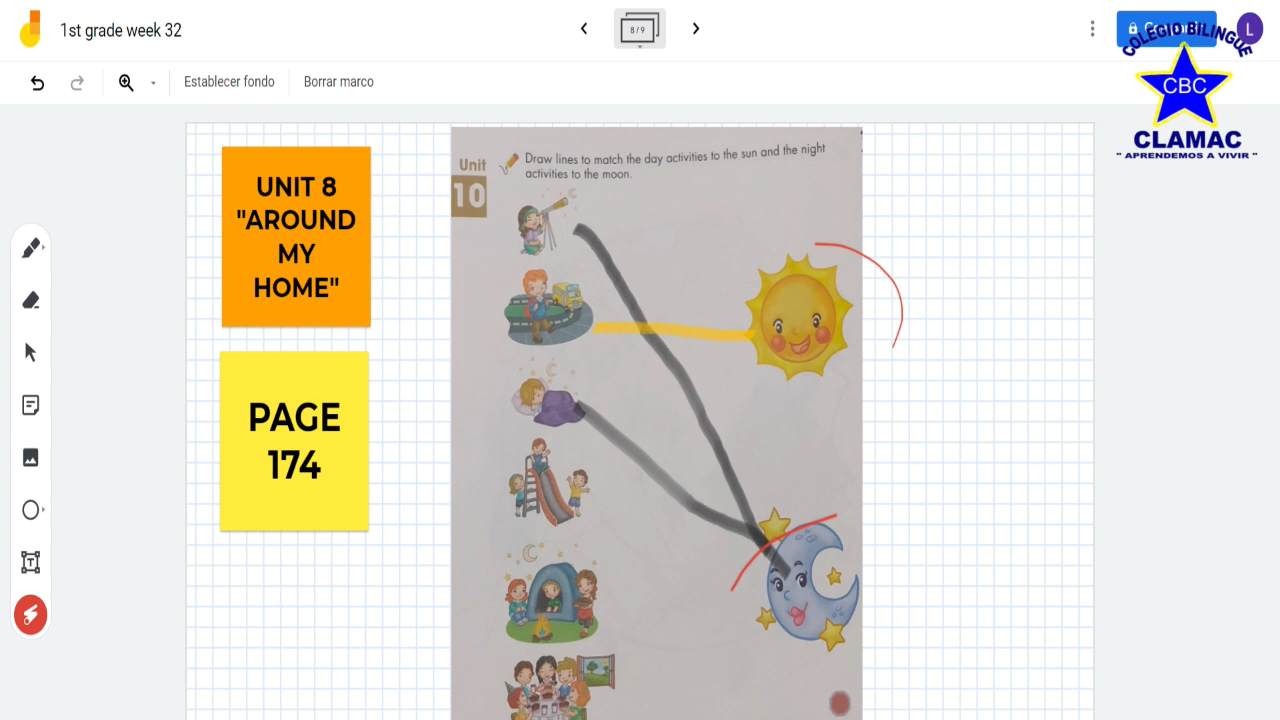 1st grade week 32
8 / 9
L
COLEGIO BILINGÜE
CBC
CLAMAC
" APRENDEMOS A VIVIR "
Establecer fondo
Borrar marco
UNIT 8
"AROUND
MY
HOME"
PAGE
174
Unit
10
Draw lines to match the day activities to the sun and the night
activities to the moon.